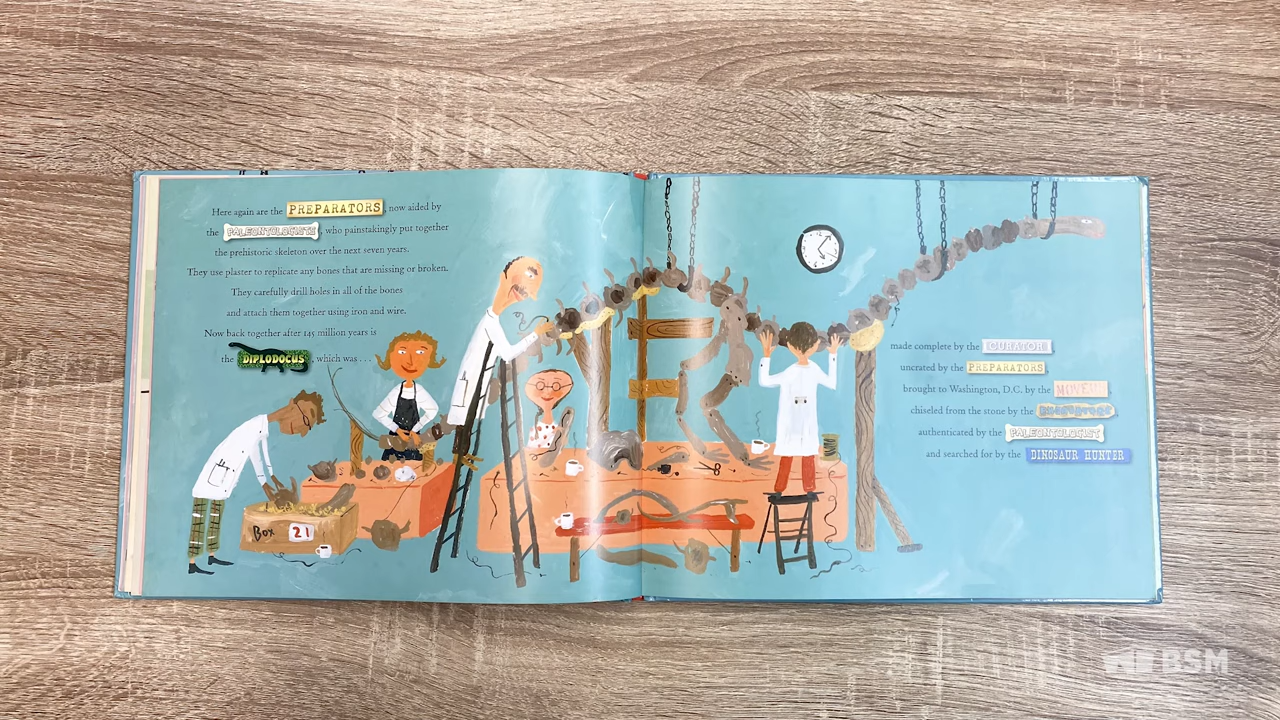 Here again are the PREPARATORS, now aided by
the PALEONTOLOGISTS, who painstakingly put together
the prehistoric skeleton over the next seven years.
They use plaster to replicate any bones that are missing or broken.
They carefully drill holes in all of the bones
and attach them together using iron and wire.
Now back together after 145 million years is
the DIPLODOCUS, which was . . .
Box 21
made complete by the CURATOR
uncrated by the PREPARATORS
brought to Washington, D.C. by the MOVERS
chiseled from the stone by the EXCAVATORS
authenticated by the PALEONTOLOGIST
and searched for by the DINOSAUR HUNTER
BSM